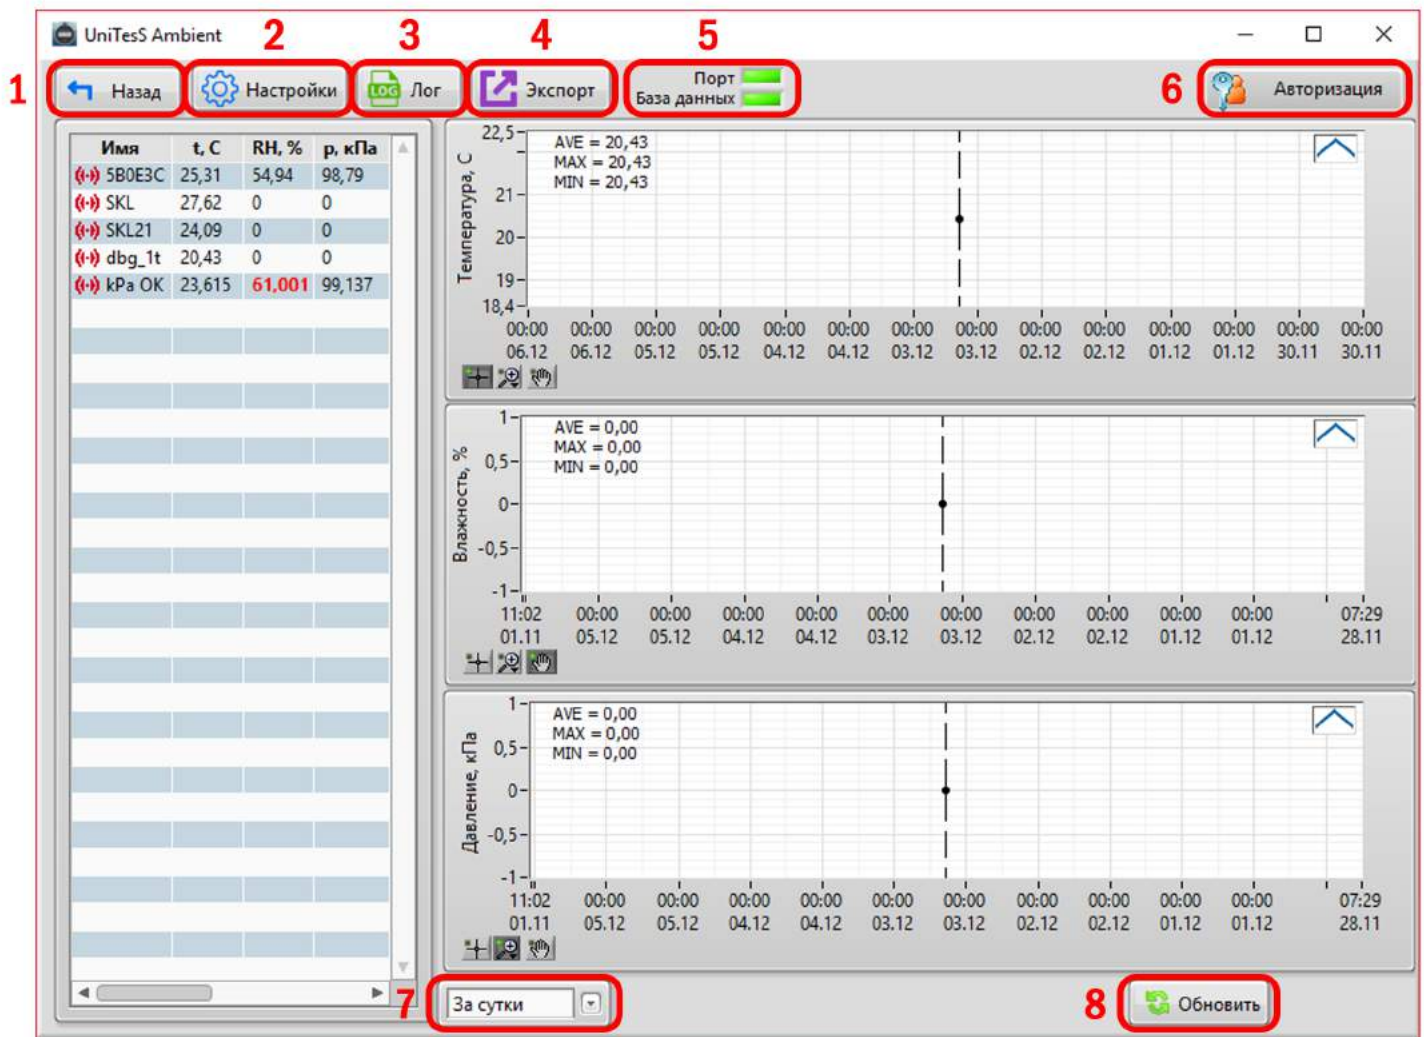 UniTesS Ambient
1 2 3 4 5 6
Назад Настройки LOG Лог Экспорт Порт Авторизация
База данных
Имя t, C RH, % p, кПа
5B0E3C 25,31 54,94 98,79
SKL 27,62 0 0
SKL21 24,09 0 0
dbg_1t 20,43 0 0
kPa OK 23,615 61,001 99,137
Температура, C
AVE = 20,43
MAX = 20,43
MIN = 20,43
22,5
21
20
19
18,4
00:00 00:00 00:00 00:00 00:00 00:00 00:00 00:00 00:00 00:00 00:00 00:00 00:00 00:00
06.12 06.12 05.12 05.12 04.12 04.12 03.12 03.12 02.12 02.12 01.12 01.12 30.11 30.11
Влажность, %
AVE = 0,00
MAX = 0,00
MIN = 0,00
1
0,5
0
-0,5
-1
11:02 00:00 00:00 00:00 00:00 00:00 00:00 00:00 00:00 00:00 00:00 07:29
01.11 05.12 05.12 04.12 04.12 03.12 03.12 02.12 02.12 01.12 01.12 28.11
Давление, кПа
AVE = 0,00
MAX = 0,00
MIN = 0,00
1
0,5
0
-0,5
-1
11:02 00:00 00:00 00:00 00:00 00:00 00:00 00:00 00:00 00:00 00:00 07:29
01.11 05.12 05.12 04.12 04.12 03.12 03.12 02.12 02.12 01.12 01.12 28.11
7 За сутки 8 Обновить